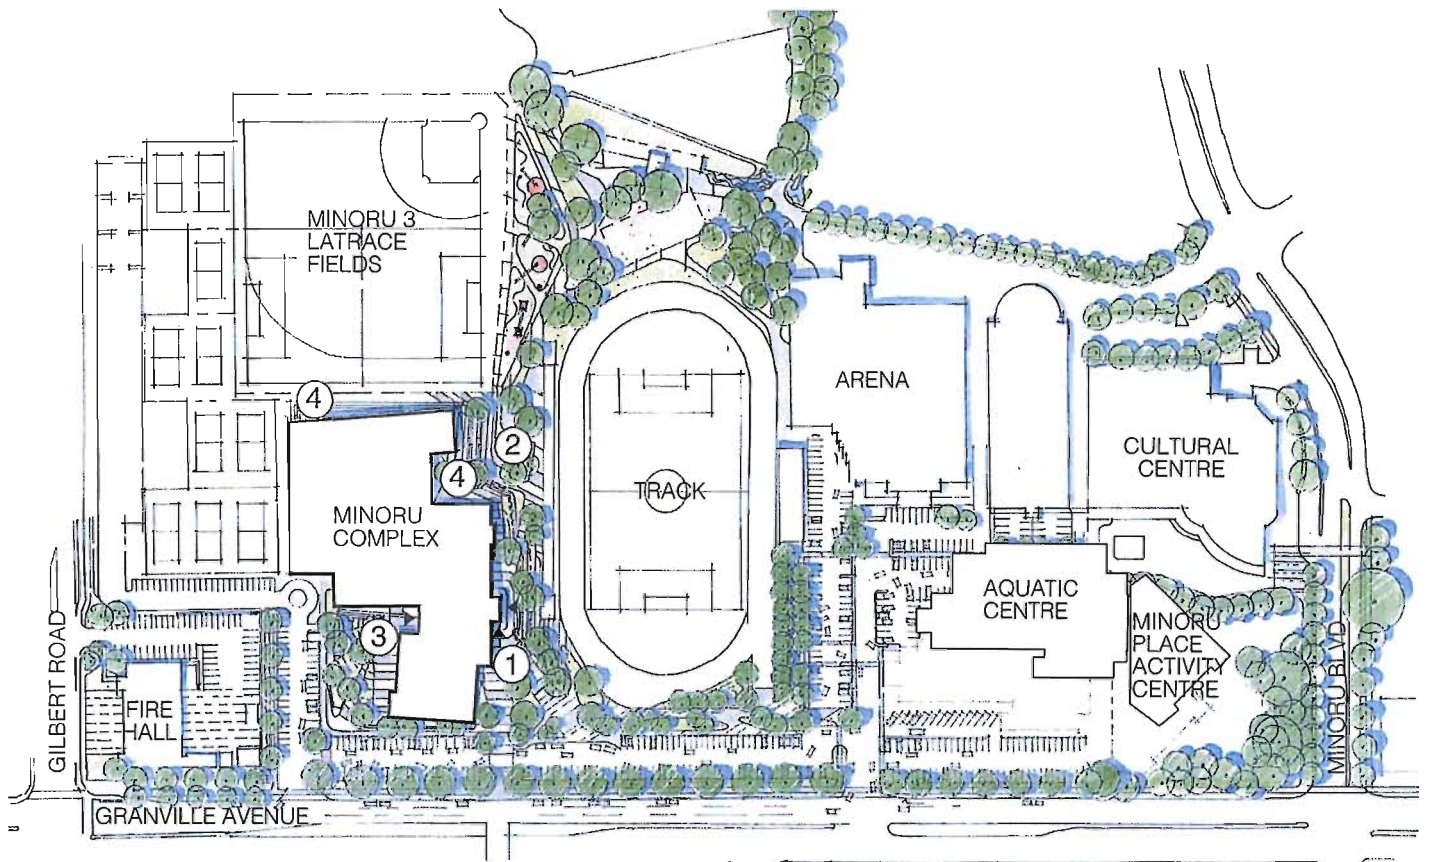 MINORU 3
LATRACE
FIELDS
4
ARENA
2
CULTURAL
CENTRE
4
TRACK
MINORU
COMPLEX
AQUATIC
CENTRE
MINORU
PLACE
ACTIVITY
CENTRE
3
1
GILBERT ROAD
FIRE
HALL
MINORU BLVD
GRANVILLE AVENUE